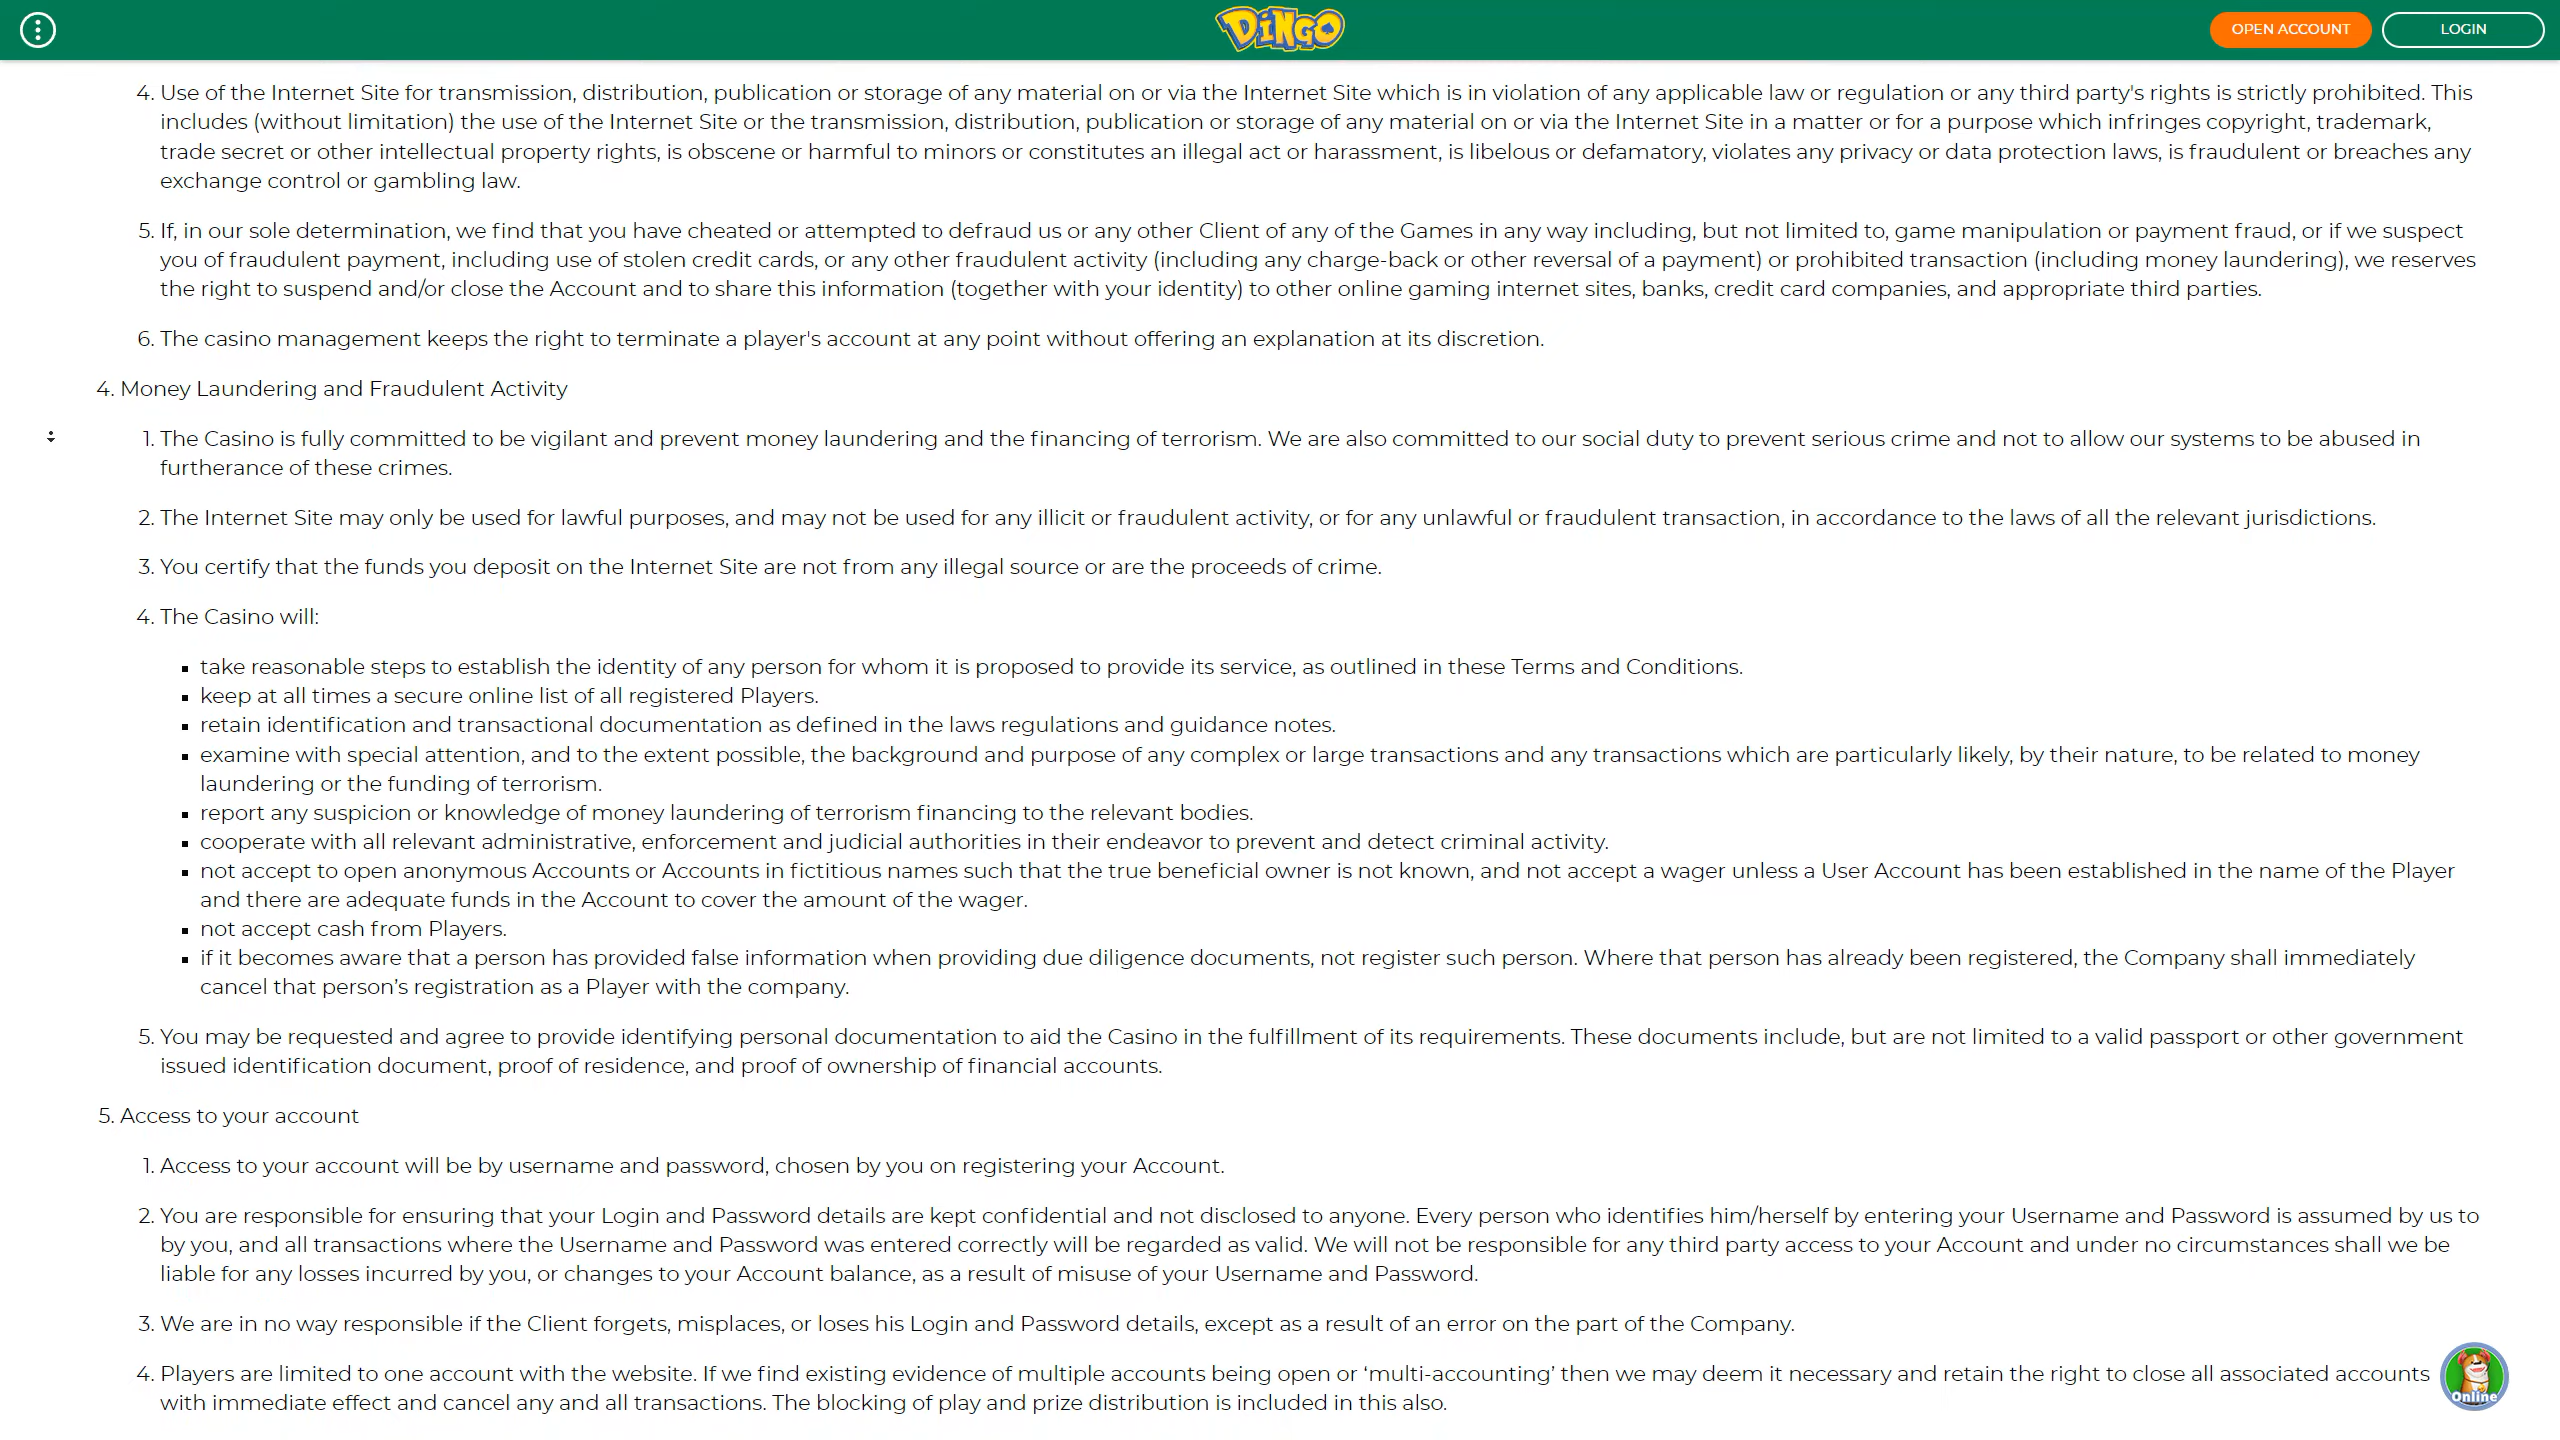 DINGO
OPEN ACCOUNT
LOGIN
4. Use of the Internet Site for transmission, distribution, publication or storage of any material on or via the Internet Site which is in violation of any applicable law or regulation or any third party's rights is strictly prohibited. This
includes (without limitation) the use of the Internet Site or the transmission, distribution, publication or storage of any material on or via the Internet Site in a matter or for a purpose which infringes copyright, trademark,
trade secret or other intellectual property rights, is obscene or harmful to minors or constitutes an illegal act or harassment, is libelous or defamatory, violates any privacy or data protection laws, is fraudulent or breaches any
exchange control or gambling law.
5. If, in our sole determination, we find that you have cheated or attempted to defraud us or any other Client of any of the Games in any way including, but not limited to, game manipulation or payment fraud, or if we suspect
you of fraudulent payment, including use of stolen credit cards, or any other fraudulent activity (including any charge-back or other reversal of a payment) or prohibited transaction (including money laundering), we reserves
the right to suspend and/or close the Account and to share this information (together with your identity) to other online gaming internet sites, banks, credit card companies, and appropriate third parties.
6. The casino management keeps the right to terminate a player's account at any point without offering an explanation at its discretion.
4. Money Laundering and Fraudulent Activity
1. The Casino is fully committed to be vigilant and prevent money laundering and the financing of terrorism. We are also committed to our social duty to prevent serious crime and not to allow our systems to be abused in
furtherance of these crimes.
2. The Internet Site may only be used for lawful purposes, and may not be used for any illicit or fraudulent activity, or for any unlawful or fraudulent transaction, in accordance to the laws of all the relevant jurisdictions.
3. You certify that the funds you deposit on the Internet Site are not from any illegal source or are the proceeds of crime.
4. The Casino will:
▪ take reasonable steps to establish the identity of any person for whom it is proposed to provide its service, as outlined in these Terms and Conditions.
▪ keep at all times a secure online list of all registered Players.
▪ retain identification and transactional documentation as defined in the laws regulations and guidance notes.
▪ examine with special attention, and to the extent possible, the background and purpose of any complex or large transactions and any transactions which are particularly likely, by their nature, to be related to money
laundering or the funding of terrorism.
▪ report any suspicion or knowledge of money laundering of terrorism financing to the relevant bodies.
▪ cooperate with all relevant administrative, enforcement and judicial authorities in their endeavor to prevent and detect criminal activity.
▪ not accept to open anonymous Accounts or Accounts in fictitious names such that the true beneficial owner is not known, and not accept a wager unless a User Account has been established in the name of the Player
and there are adequate funds in the Account to cover the amount of the wager.
▪ not accept cash from Players.
▪ if it becomes aware that a person has provided false information when providing due diligence documents, not register such person. Where that person has already been registered, the Company shall immediately
cancel that person’s registration as a Player with the company.
5. You may be requested and agree to provide identifying personal documentation to aid the Casino in the fulfillment of its requirements. These documents include, but are not limited to a valid passport or other government
issued identification document, proof of residence, and proof of ownership of financial accounts.
5. Access to your account
1. Access to your account will be by username and password, chosen by you on registering your Account.
2. You are responsible for ensuring that your Login and Password details are kept confidential and not disclosed to anyone. Every person who identifies him/herself by entering your Username and Password is assumed by us to
by you, and all transactions where the Username and Password was entered correctly will be regarded as valid. We will not be responsible for any third party access to your Account and under no circumstances shall we be
liable for any losses incurred by you, or changes to your Account balance, as a result of misuse of your Username and Password.
3. We are in no way responsible if the Client forgets, misplaces, or loses his Login and Password details, except as a result of an error on the part of the Company.
4. Players are limited to one account with the website. If we find existing evidence of multiple accounts being open or ‘multi-accounting’ then we may deem it necessary and retain the right to close all associated accounts
with immediate effect and cancel any and all transactions. The blocking of play and prize distribution is included in this also.
Online